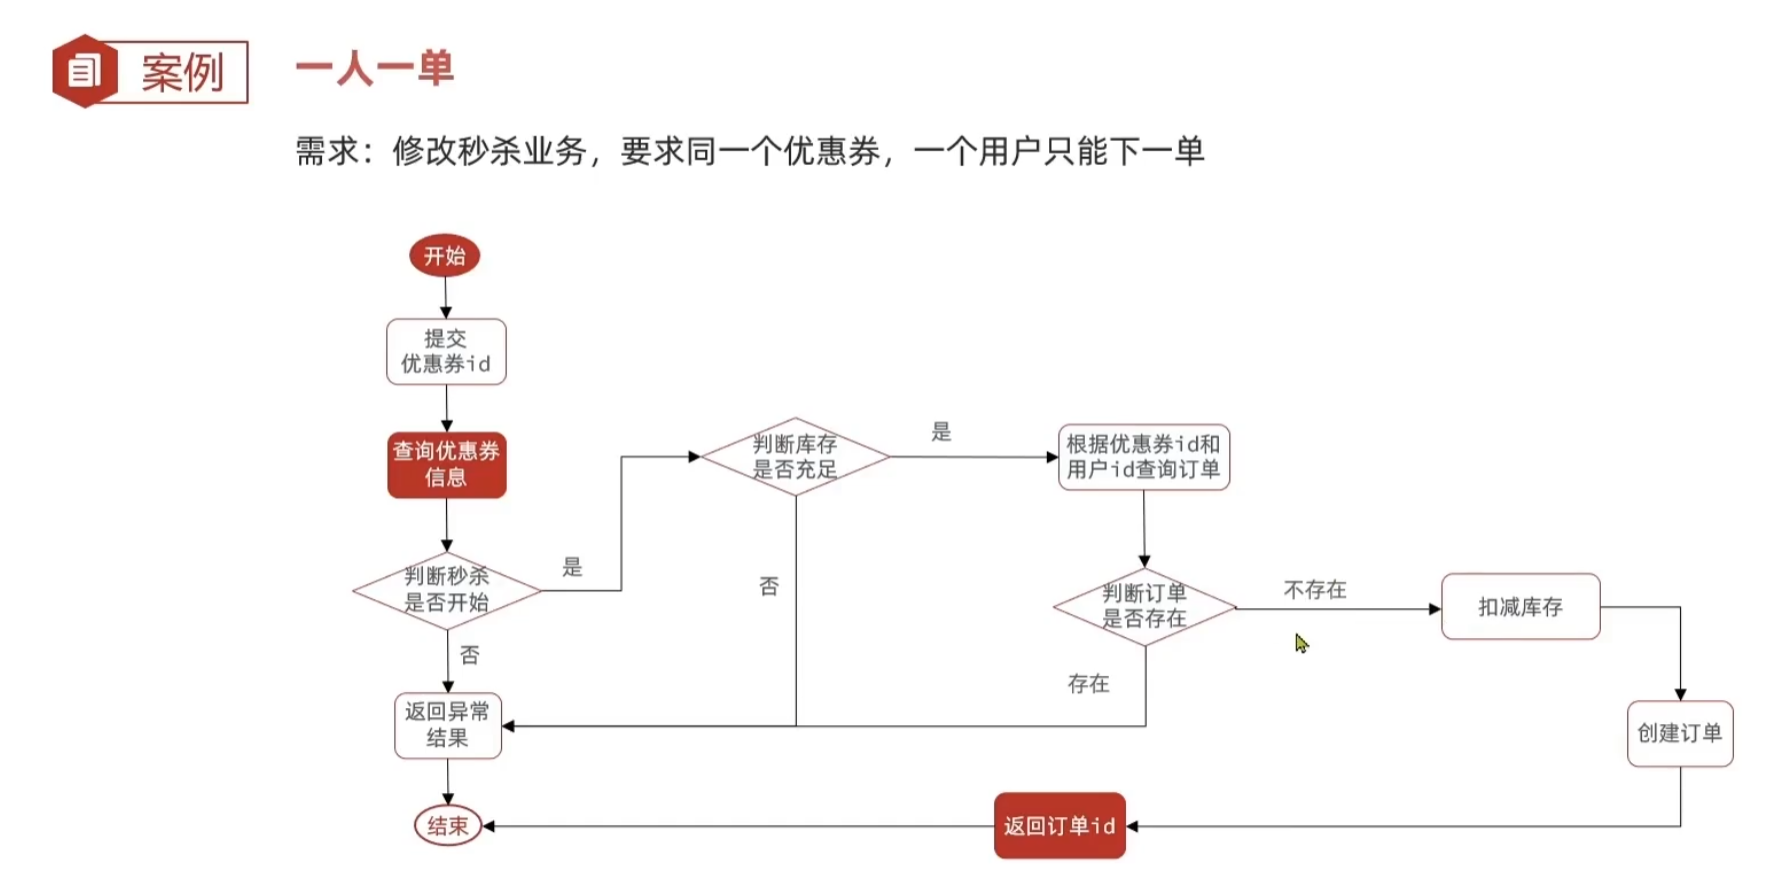 案例
一人一单
需求：修改秒杀业务，要求同一个优惠券，一个用户只能下一单
开始
提交
优惠券id
查询优惠券
信息
判断秒杀
是否开始
是
否
判断库存
是否充足
是
否
根据优惠券id和
用户id查询订单
判断订单
是否存在
不存在
存在
扣减库存
创建订单
返回异常
结果
返回订单id
结束